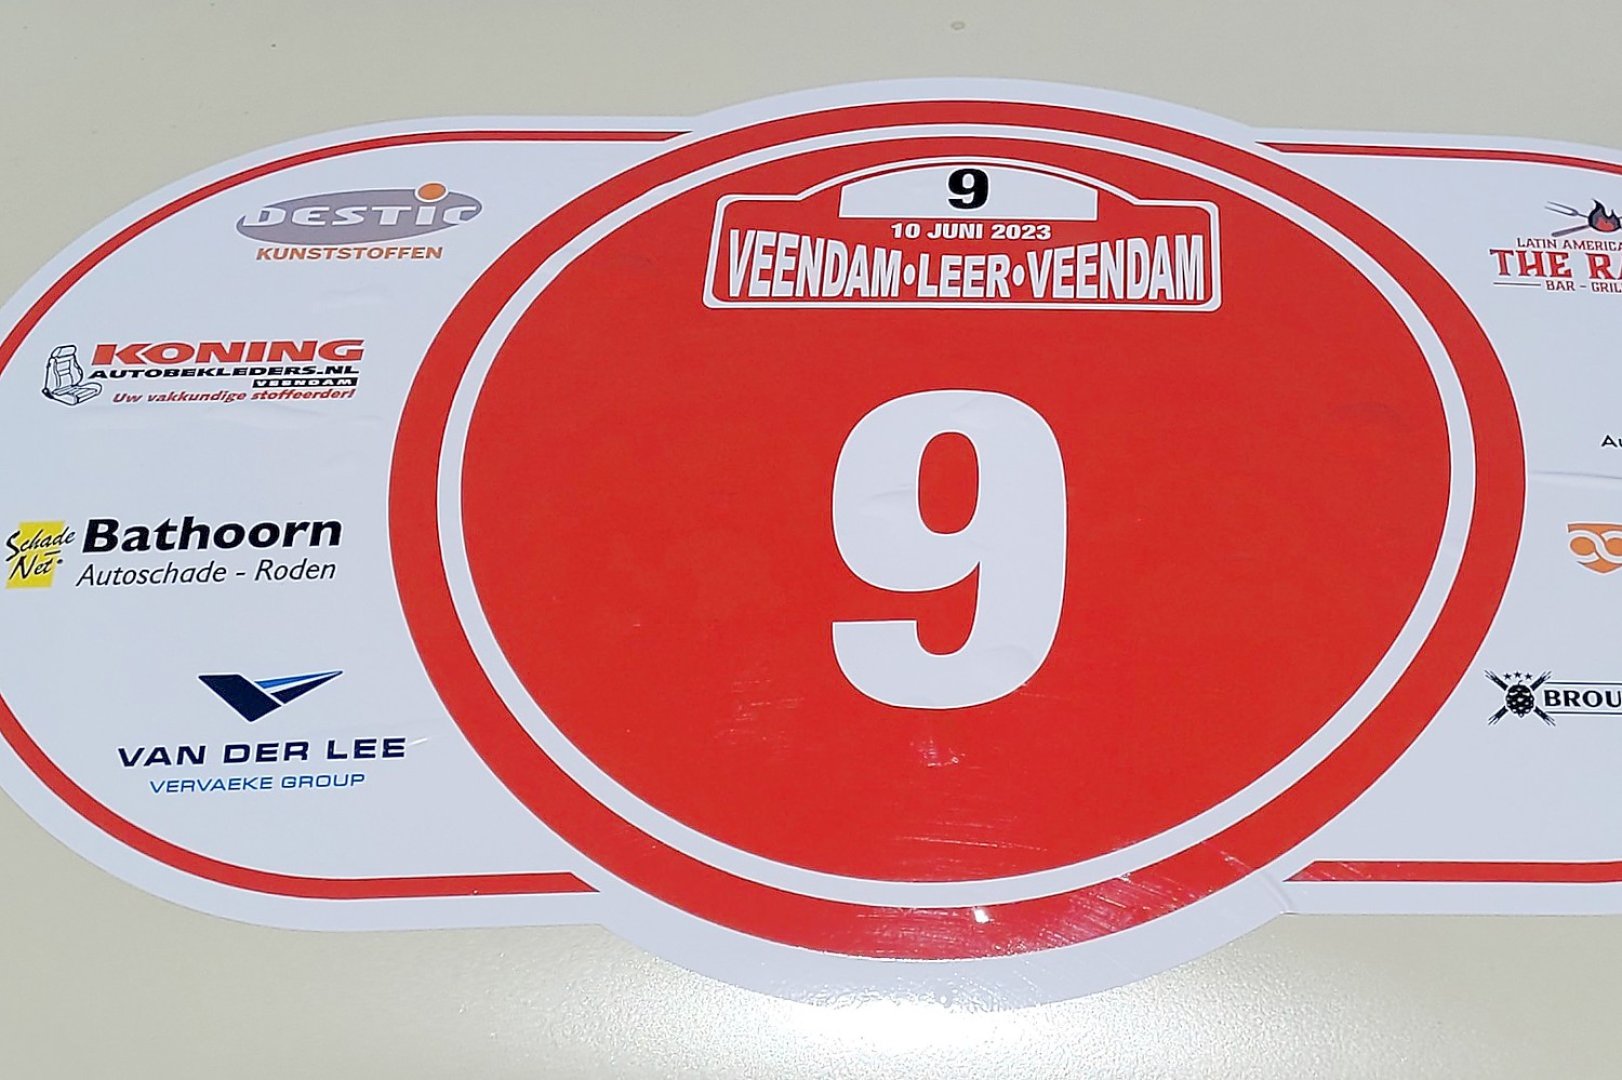 DESTIC
KUNSTSTOFFEN
KONING
AUTOBEKLEDERS.NL
VEENDAM
Uw vakkundige stoffeerder!
Schade
Net
Bathoorn
Autoschade - Roden
VAN DER LEE
VERVAEKE GROUP
9
10 JUNI 2023
VEENDAM•LEER•VEENDAM
9
LATIN AMERICA
THE
BAR - GRIL
BROU